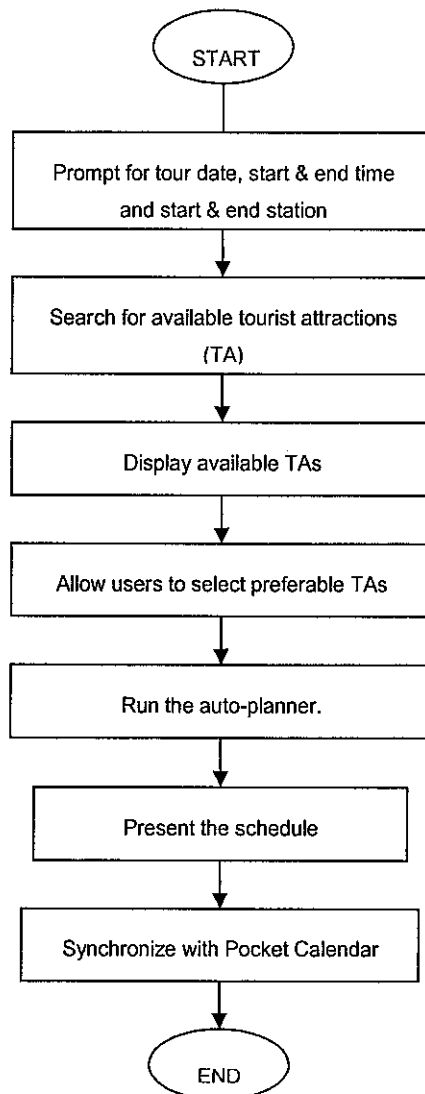 START
Prompt for tour date, start & end time
and start & end station
Search for available tourist attractions
(TA)
Display available TAs
Allow users to select preferable TAs
Run the auto-planner.
Present the schedule
Synchronize with Pocket Calendar
END